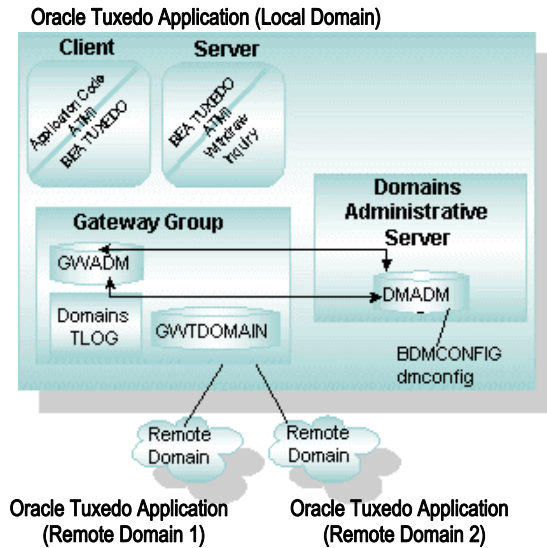 Oracle Tuxedo Application (Local Domain)
Client
Server
Application Code
ATMI
BEA TUXEDO
BEA TUXEDO
ATMI
Withdraw
Inquiry
Gateway Group
GWADM
Domains
TLOG
GWTDOMAIN
Domains
Administrative
Server
DMADM
BDMCONFIG
dmconfig
Remote
Domain
Remote
Domain
Oracle Tuxedo Application
(Remote Domain 1)
Oracle Tuxedo Application
(Remote Domain 2)